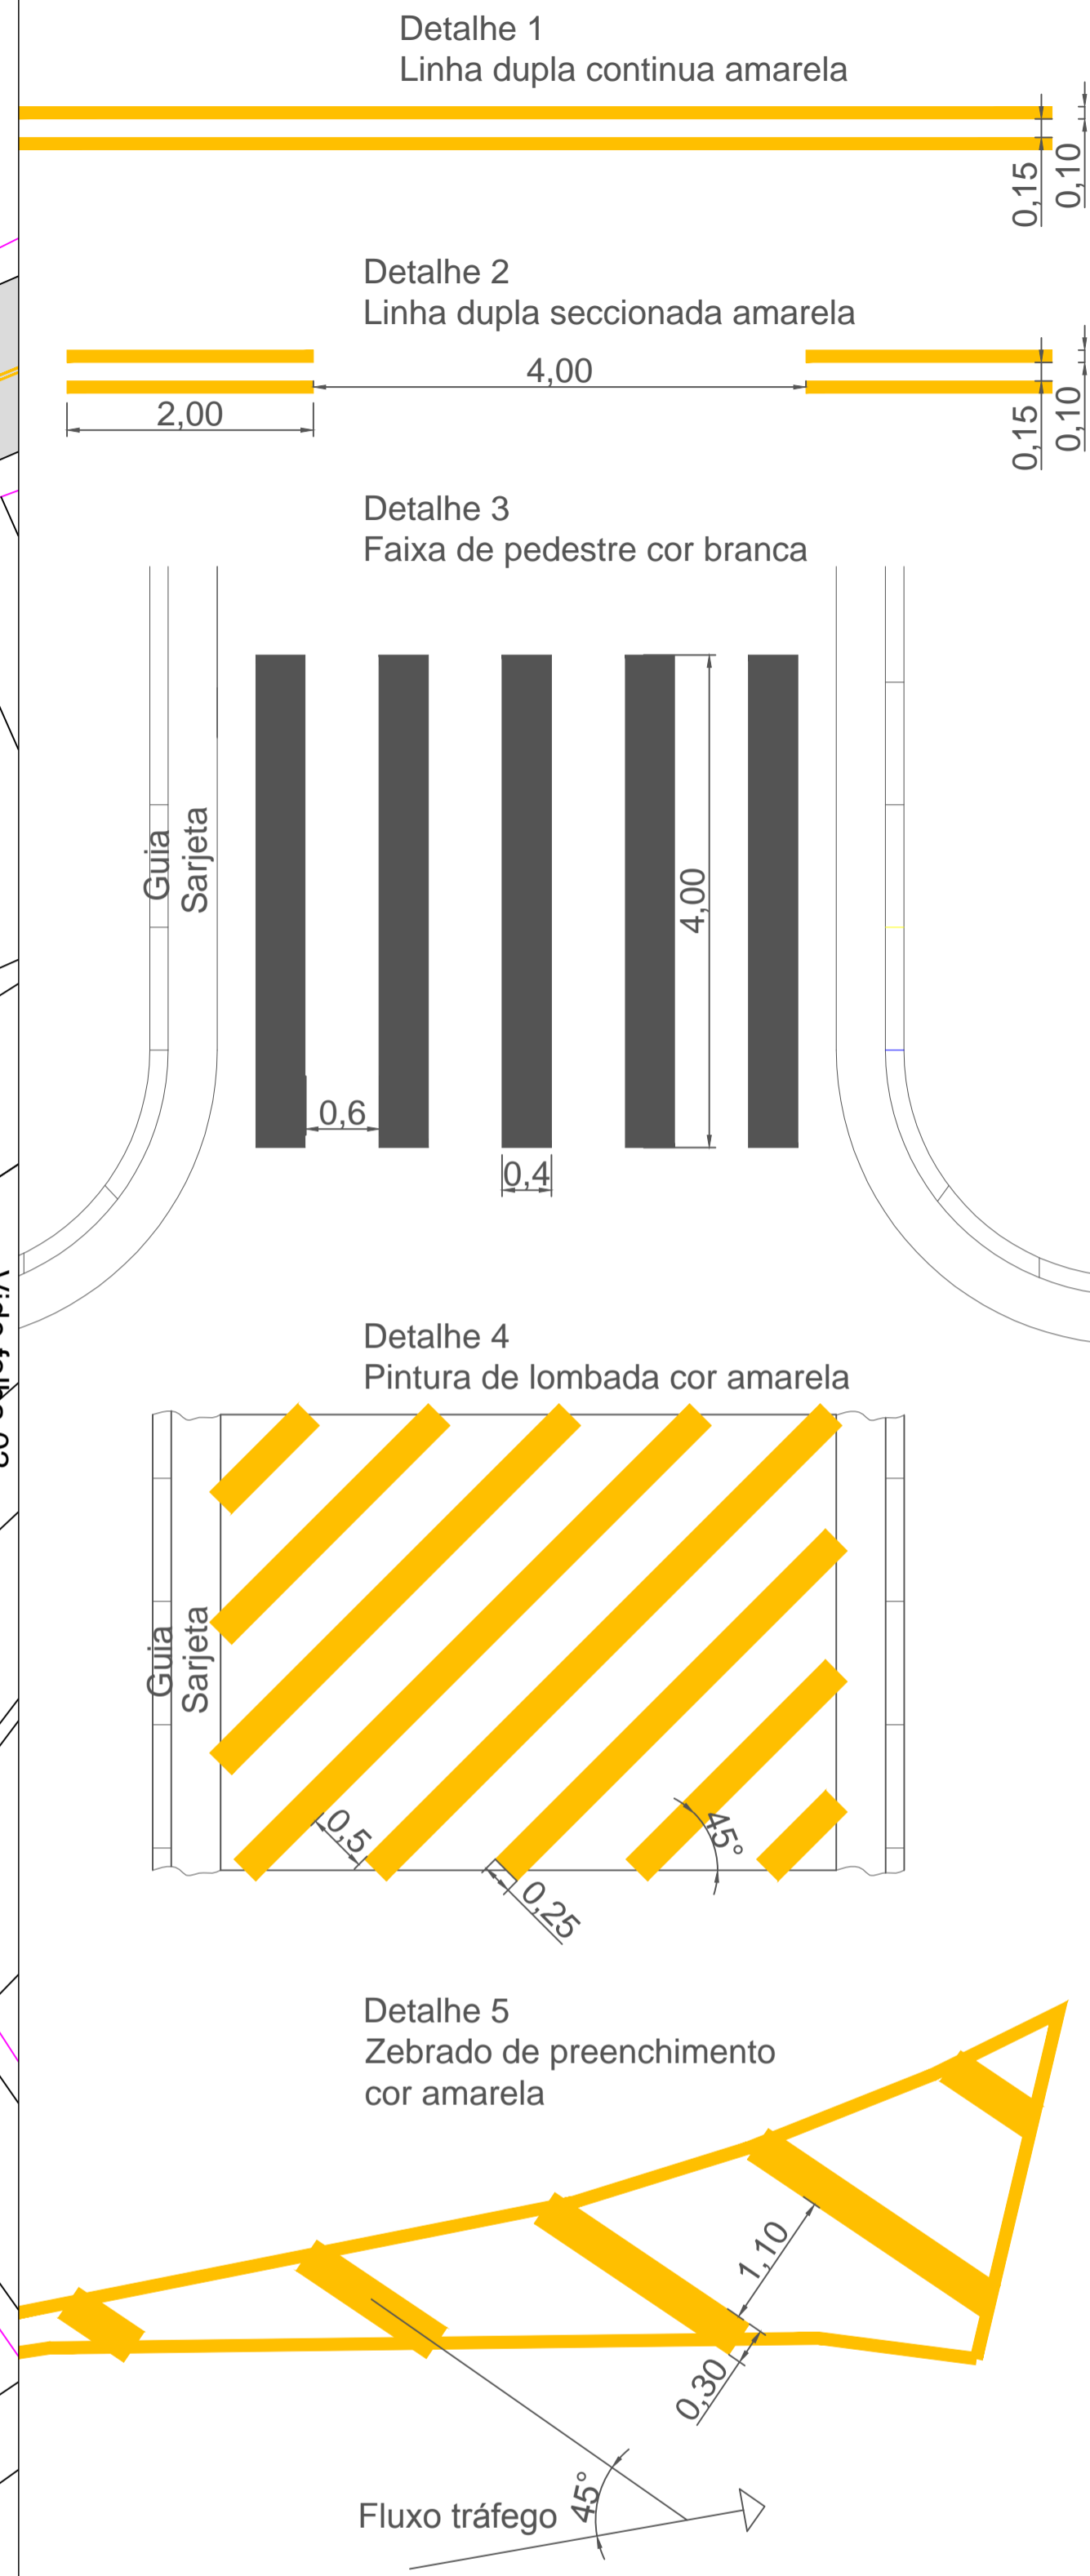 Detalhe 1
Linha dupla continua amarela
0,15
0,10
Detalhe 2
Linha dupla seccionada amarela
4,00
2,00
0,15
0,10
Detalhe 3
Faixa de pedestre cor branca
Guia
Sarjeta
4,00
0,6
0,4
Detalhe 4
Pintura de lombada cor amarela
Guia
Sarjeta
0,5
45°
0,25
Detalhe 5
Zebrado de preenchimento
cor amarela
1,10
0,30
45°
Fluxo tráfego